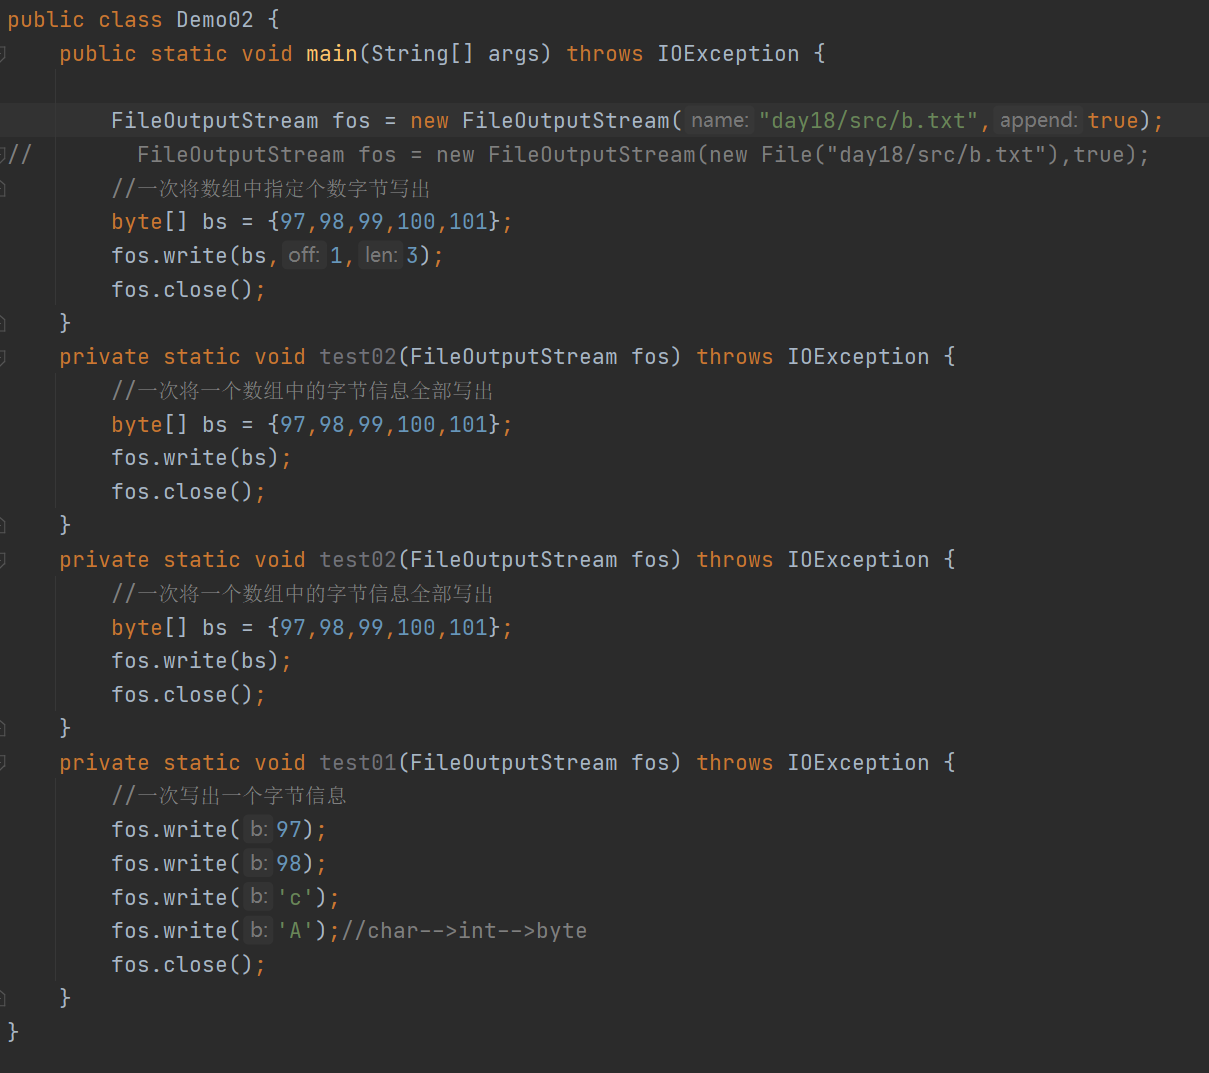 public class Demo02 {
    public static void main(String[] args) throws IOException {
        FileOutputStream fos = new FileOutputStream( name: "day18/src/b.txt", append: true);
//        FileOutputStream fos = new FileOutputStream(new File("day18/src/b.txt"),true);
        //一次将数组中指定个数字节写出
        byte[] bs = {97,98,99,100,101};
        fos.write(bs, off: 1, len: 3);
        fos.close();
    }
    private static void test02(FileOutputStream fos) throws IOException {
        //一次将一个数组中的字节信息全部写出
        byte[] bs = {97,98,99,100,101};
        fos.write(bs);
        fos.close();
    }
    private static void test02(FileOutputStream fos) throws IOException {
        //一次将一个数组中的字节信息全部写出
        byte[] bs = {97,98,99,100,101};
        fos.write(bs);
        fos.close();
    }
    private static void test01(FileOutputStream fos) throws IOException {
        //一次写出一个字节信息
        fos.write( b: 97);
        fos.write( b: 98);
        fos.write( b: 'c');
        fos.write( b: 'A');//char-->int-->byte
        fos.close();
    }
}